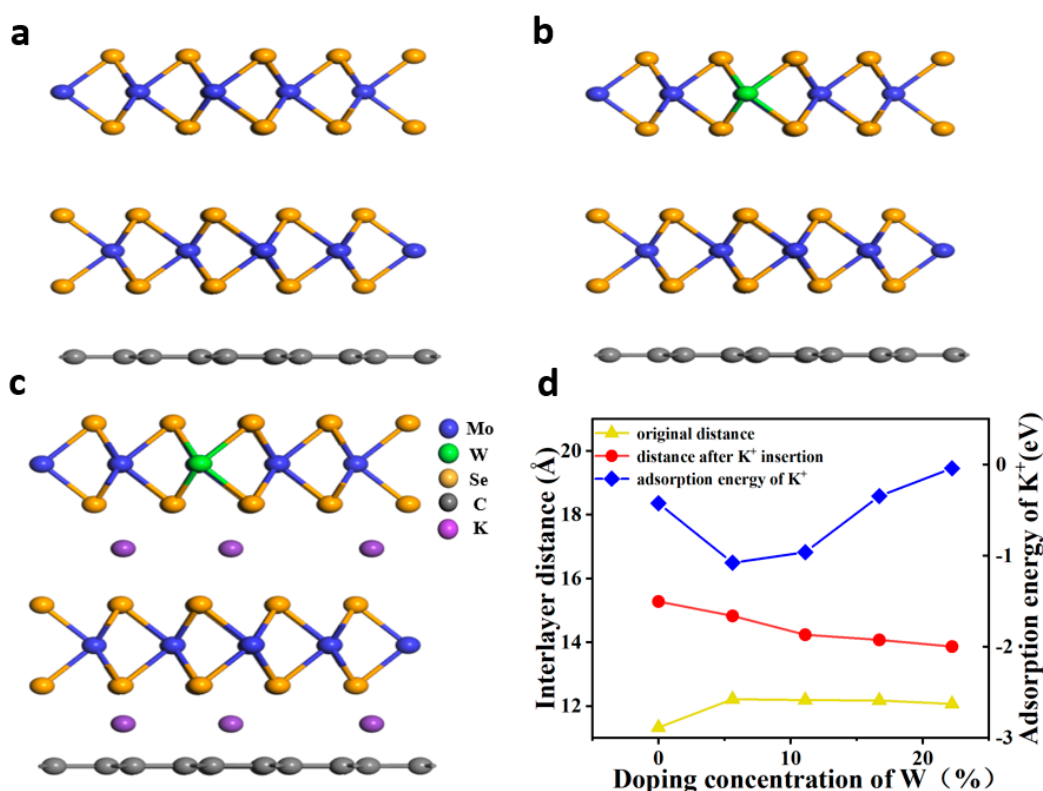 a
b
c
Mo
W
Se
C
K
d
original distance
distance after K⁺ insertion
adsorption energy of K⁺
Interlayer distance (Å)
20
18
16
14
12
0
-1
-2
-3
Adsorption energy of K⁺(eV)
0
10
20
Doping concentration of W（%）